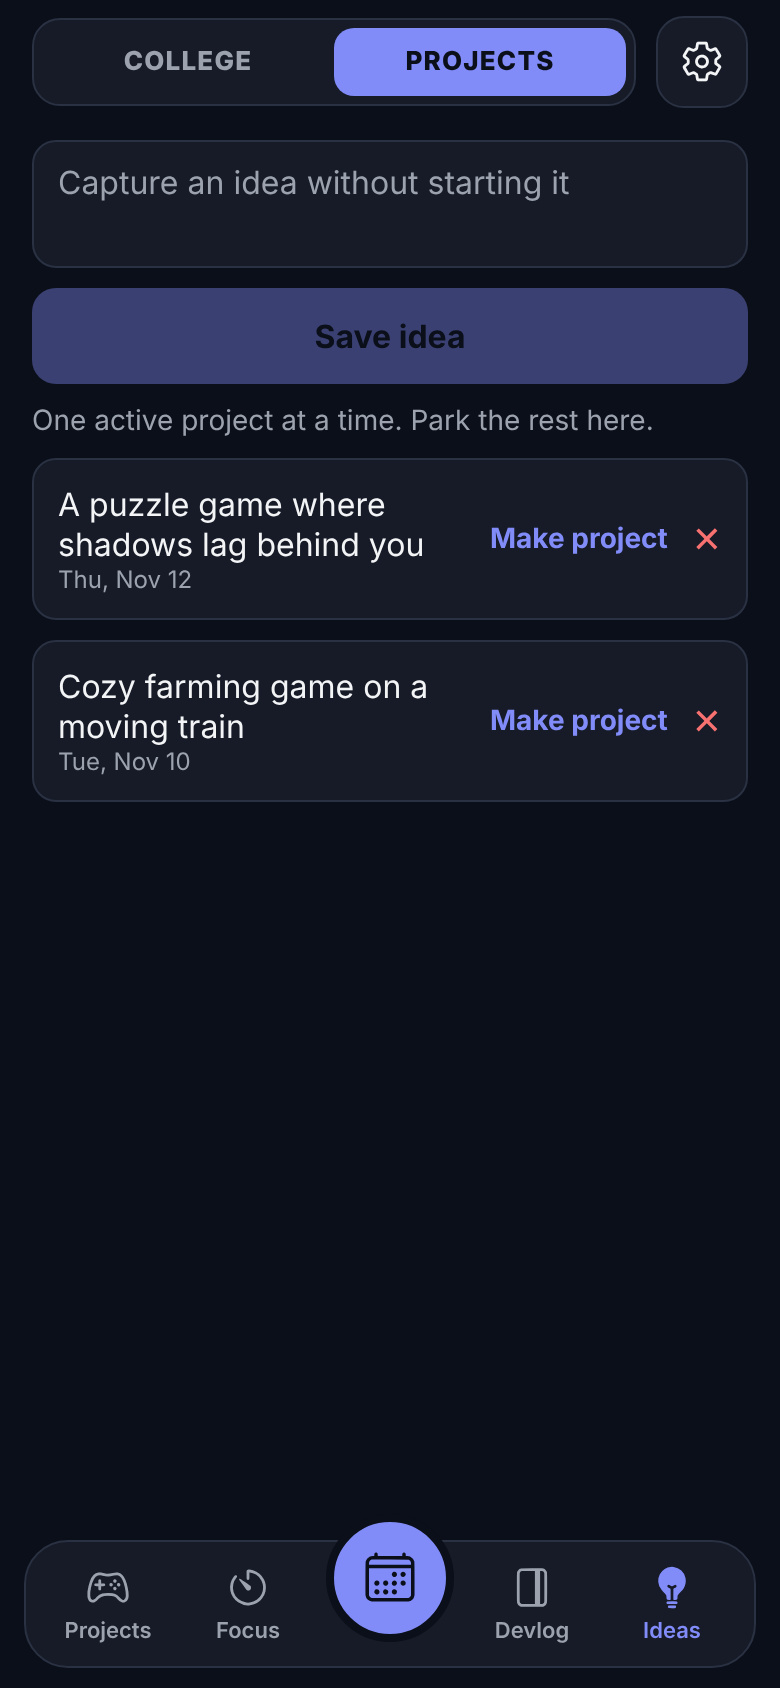 COLLEGE
PROJECTS
Capture an idea without starting it
Save idea
One active project at a time. Park the rest here.
A puzzle game where
shadows lag behind you
Thu, Nov 12
Make project
Cozy farming game on a
moving train
Tue, Nov 10
Make project
Projects
Focus
Devlog
Ideas